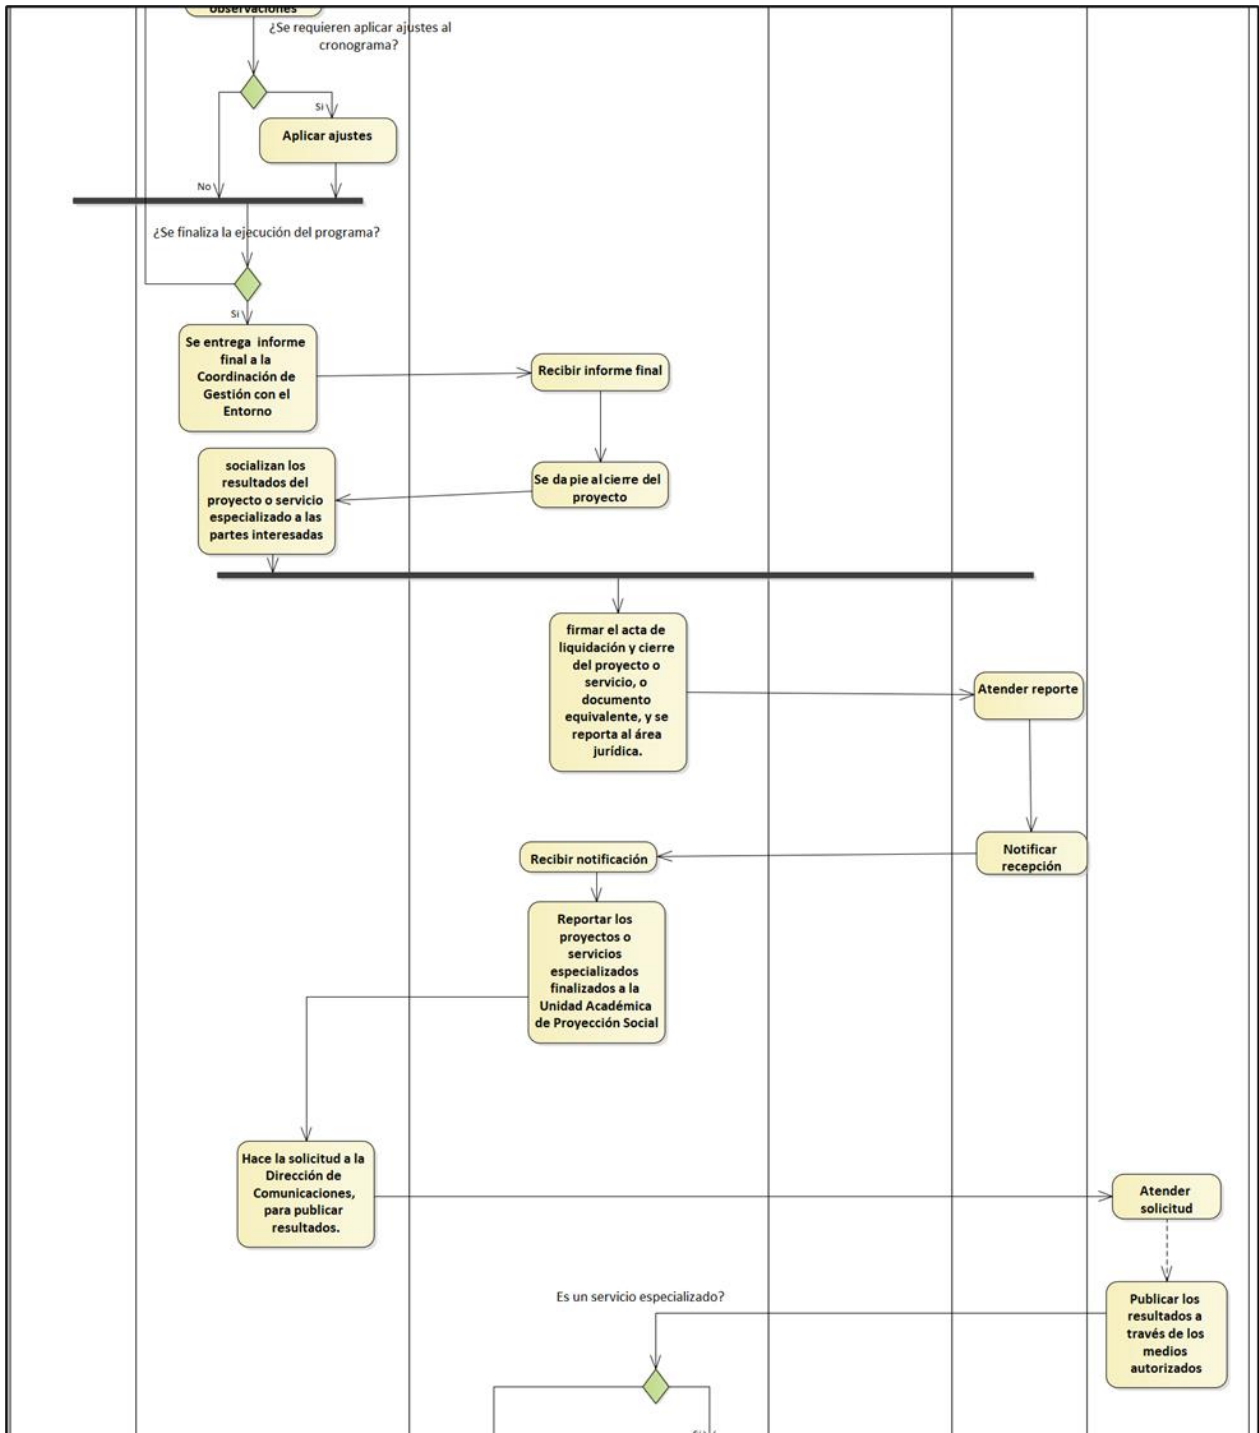 observaciones
¿Se requieren aplicar ajustes al
cronograma?
Si
Aplicar ajustes
No
¿Se finaliza la ejecución del programa?
Si
Se entrega informe
final a la
Coordinación de
Gestión con el
Entorno
Recibir informe final
socializan los
resultados del
proyecto o servicio
especializado a las
partes interesadas
Se da pie al cierre del
proyecto
firmar el acta de
liquidación y cierre
del proyecto o
servicio, o
documento
equivalente, y se
reporta al área
jurídica.
Atender reporte
Notificar
recepción
Recibir notificación
Reportar los
proyectos o
servicios
especializados
finalizados a la
Unidad Académica
de Proyección Social
Hace la solicitud a la
Dirección de
Comunicaciones,
para publicar
resultados.
Atender
solicitud
Es un servicio especializado?
Publicar los
resultados a
través de los
medios
autorizados